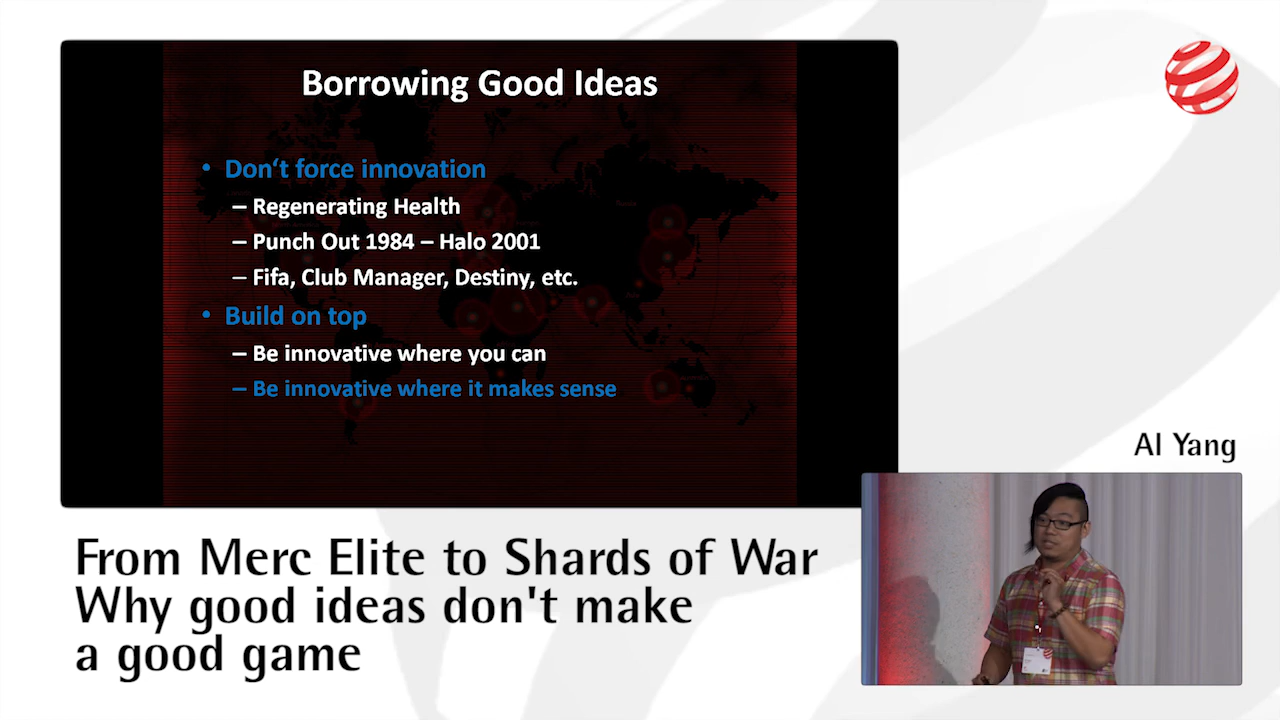 Borrowing Good Ideas
• Don‘t force innovation
– Regenerating Health
– Punch Out 1984 – Halo 2001
– Fifa, Club Manager, Destiny, etc.
• Build on top
– Be innovative where you can
– Be innovative where it makes sense
Al Yang
From Merc Elite to Shards of War
Why good ideas don't make
a good game